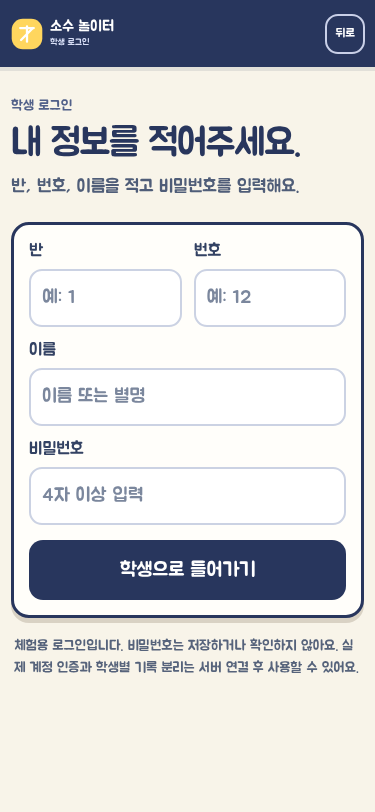 소수 놀이터
학생 로그인
뒤로
학생 로그인
내 정보를 적어주세요.
반, 번호, 이름을 적고 비밀번호를 입력해요.
반
번호
예: 1
예: 12
이름
이름 또는 별명
비밀번호
4자 이상 입력
학생으로 들어가기
체험용 로그인입니다. 비밀번호는 저장하거나 확인하지 않아요. 실
제 계정 인증과 학생별 기록 분리는 서버 연결 후 사용할 수 있어요.